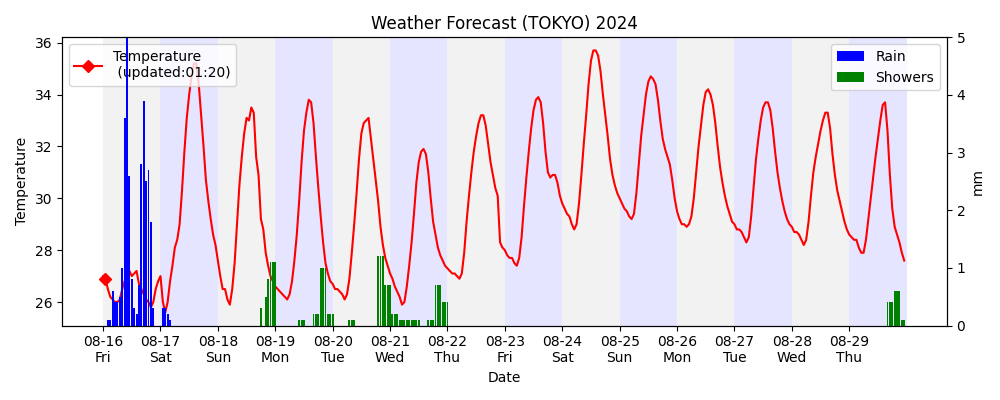 Weather Forecast (TOKYO) 2024
Temperature
(updated:01:20)
Rain
Showers
36
34
32
30
28
26
Temperature
5
4
3
2
1
0
mm
08-16 08-17 08-18 08-19 08-20 08-21 08-22 08-23 08-24 08-25 08-26 08-27 08-28 08-29
Fri Sat Sun Mon Tue Wed Thu Fri Sat Sun Mon Tue Wed Thu
Date